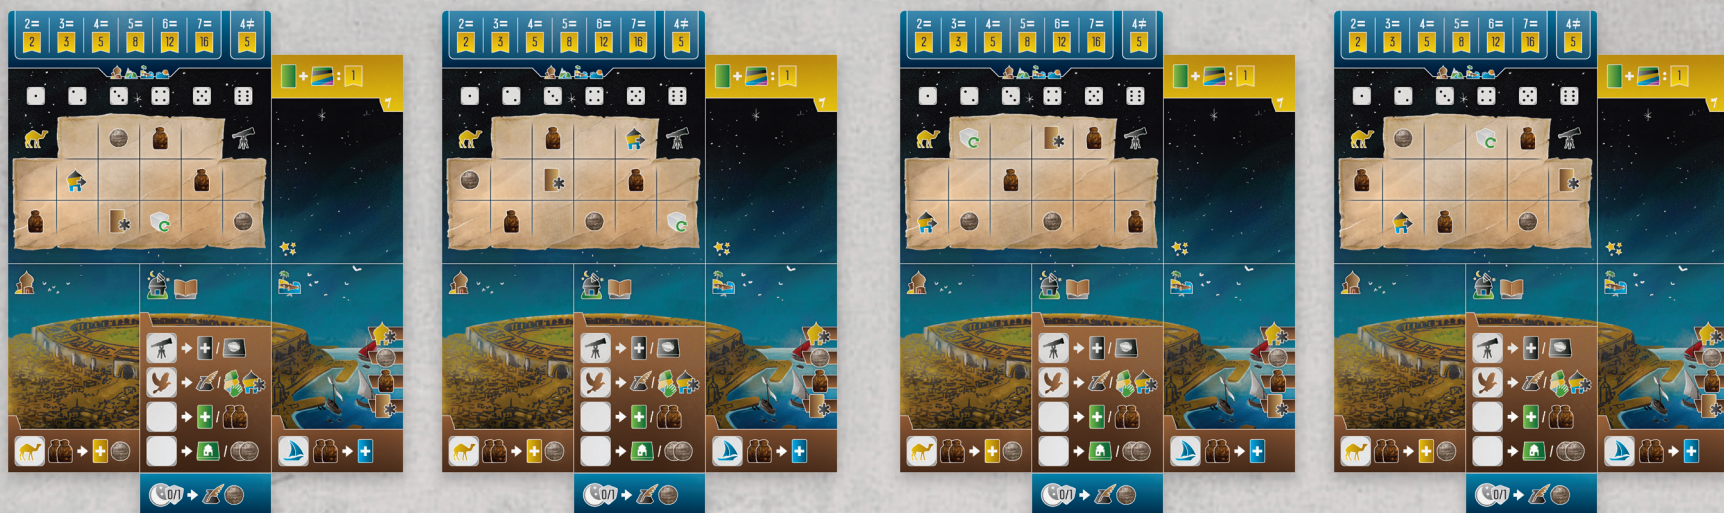 2= 3= 4= 5= 6= 7= 4≠
2 3 5 8 12 16 5
+ : 1
+ /
/
+ /
/
+ +
0/1
2= 3= 4= 5= 6= 7= 4≠
2 3 5 8 12 16 5
+ : 1
+ /
/
+ /
/
+ +
0/1
2= 3= 4= 5= 6= 7= 4≠
2 3 5 8 12 16 5
+ : 1
+ /
/
+ /
/
+ +
0/1
2= 3= 4= 5= 6= 7= 4≠
2 3 5 8 12 16 5
+ : 1
+ /
/
+ /
/
+ +
0/1